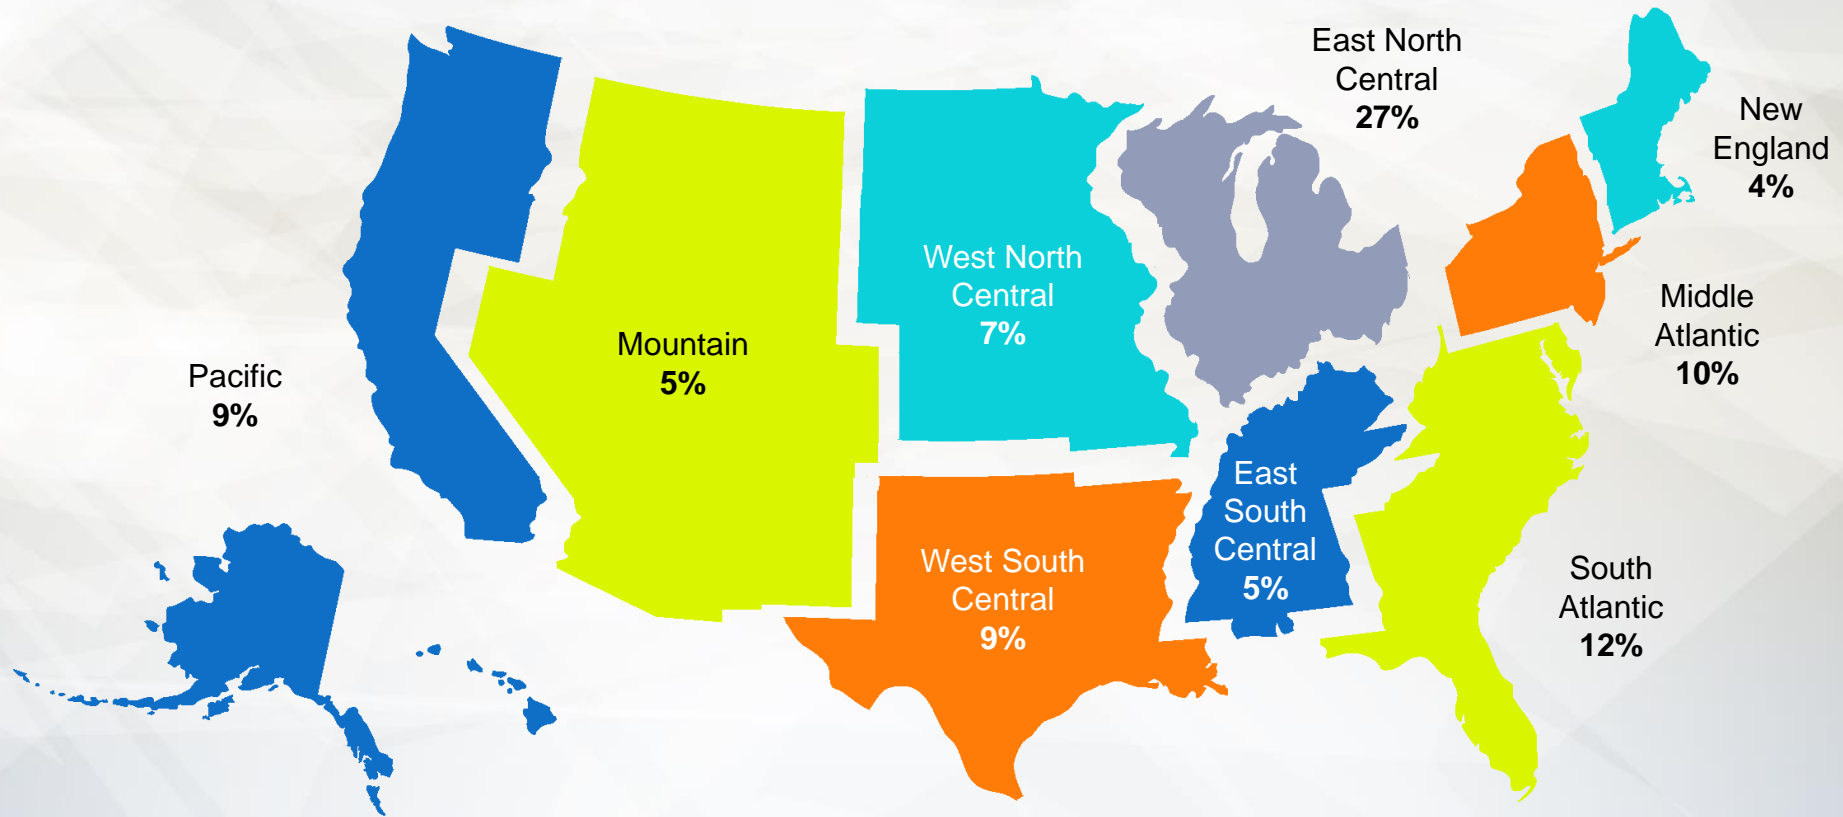 East North
Central
27%
New
England
4%
West North
Central
7%
Middle
Atlantic
10%
Mountain
5%
Pacific
9%
East
South
Central
5%
West South
Central
9%
South
Atlantic
12%